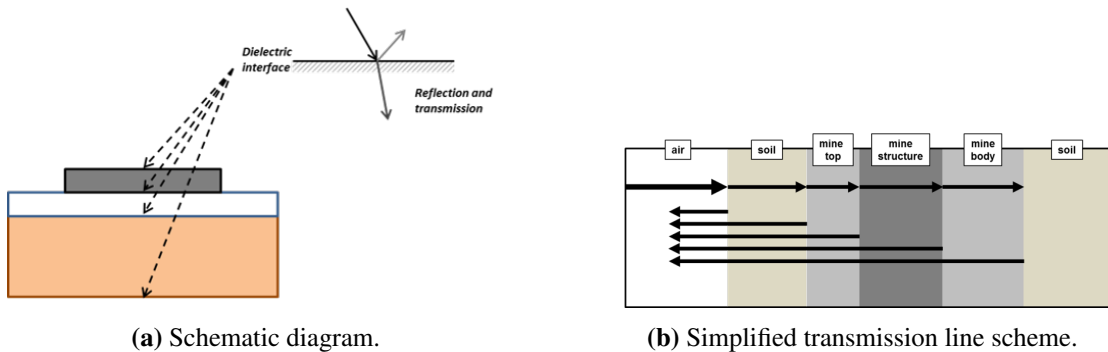 Dielectric
interface
Reflection and
transmission
air
soil
mine
top
mine
structure
mine
body
soil
(a) Schematic diagram.
(b) Simplified transmission line scheme.